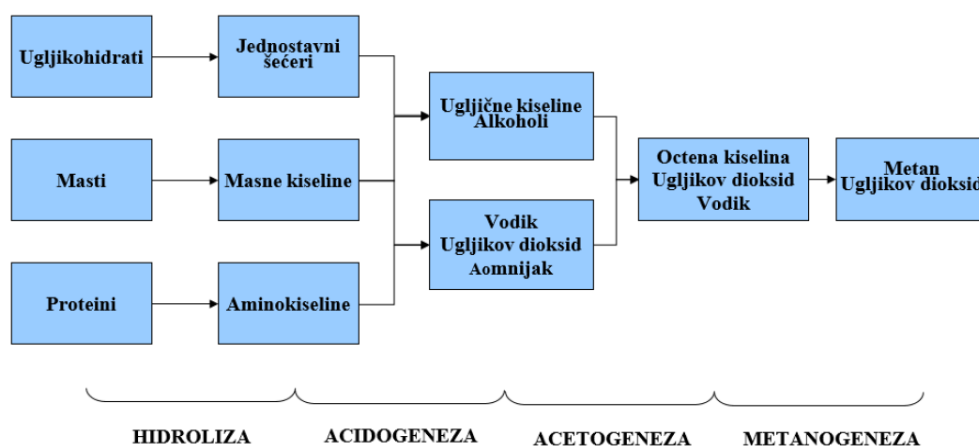 Ugljikohidrati
Jednostavni
šećeri
Masti
Masne kiseline
Proteini
Aminokiseline
Ugljične kiseline
Alkoholi
Vodik
Ugljikov dioksid
Aomnijak
Octena kiselina
Ugljikov dioksid
Vodik
Metan
Ugljikov dioksid
HIDROLIZA
ACIDOGENEZA
ACETOGENEZA
METANOGENEZA